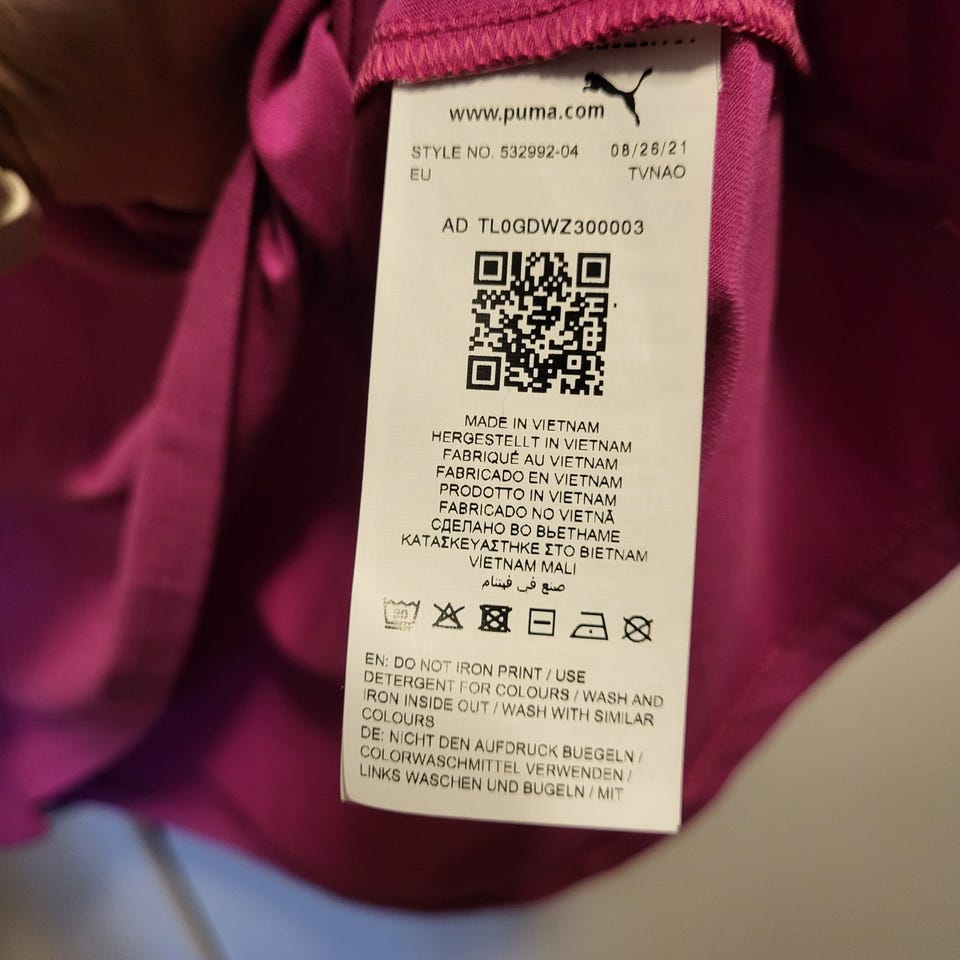 www.puma.com
STYLE NO. 532992-04 08/26/21
EU TVNAO
AD TL0GDWZ300003
MADE IN VIETNAM
HERGESTELLT IN VIETNAM
FABRIQUÉ AU VIETNAM
FABRICADO EN VIETNAM
PRODOTTO IN VIETNAM
FABRICADO NO VIETNÃ
СДЕЛАНО ВО ВЬЕТНАМЕ
ΚΑΤΑΣΚΕΥΑΣΤΗΚΕ ΣΤΟ ΒΙΕΤΝΑΜ
VİETNAM MALI
صنع في فيتنام
30
EN: DO NOT IRON PRINT / USE
DETERGENT FOR COLOURS / WASH AND
IRON INSIDE OUT / WASH WITH SIMILAR
COLOURS
DE: NICHT DEN AUFDRUCK BUEGELN /
COLORWASCHMITTEL VERWENDEN /
LINKS WASCHEN UND BUGELN / MIT